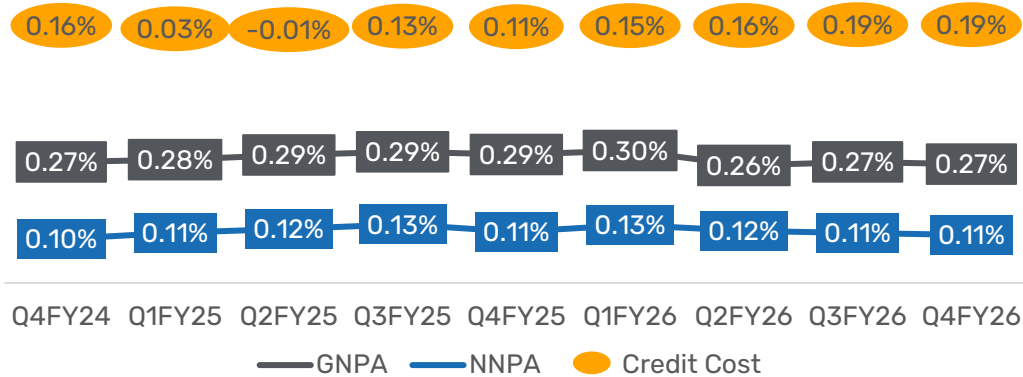 0.16% 0.03% -0.01% 0.13% 0.11% 0.15% 0.16% 0.19% 0.19%
0.27% 0.28% 0.29% 0.29% 0.29% 0.30% 0.26% 0.27% 0.27%
0.10% 0.11% 0.12% 0.13% 0.11% 0.13% 0.12% 0.11% 0.11%
Q4FY24 Q1FY25 Q2FY25 Q3FY25 Q4FY25 Q1FY26 Q2FY26 Q3FY26 Q4FY26
GNPA NNPA Credit Cost